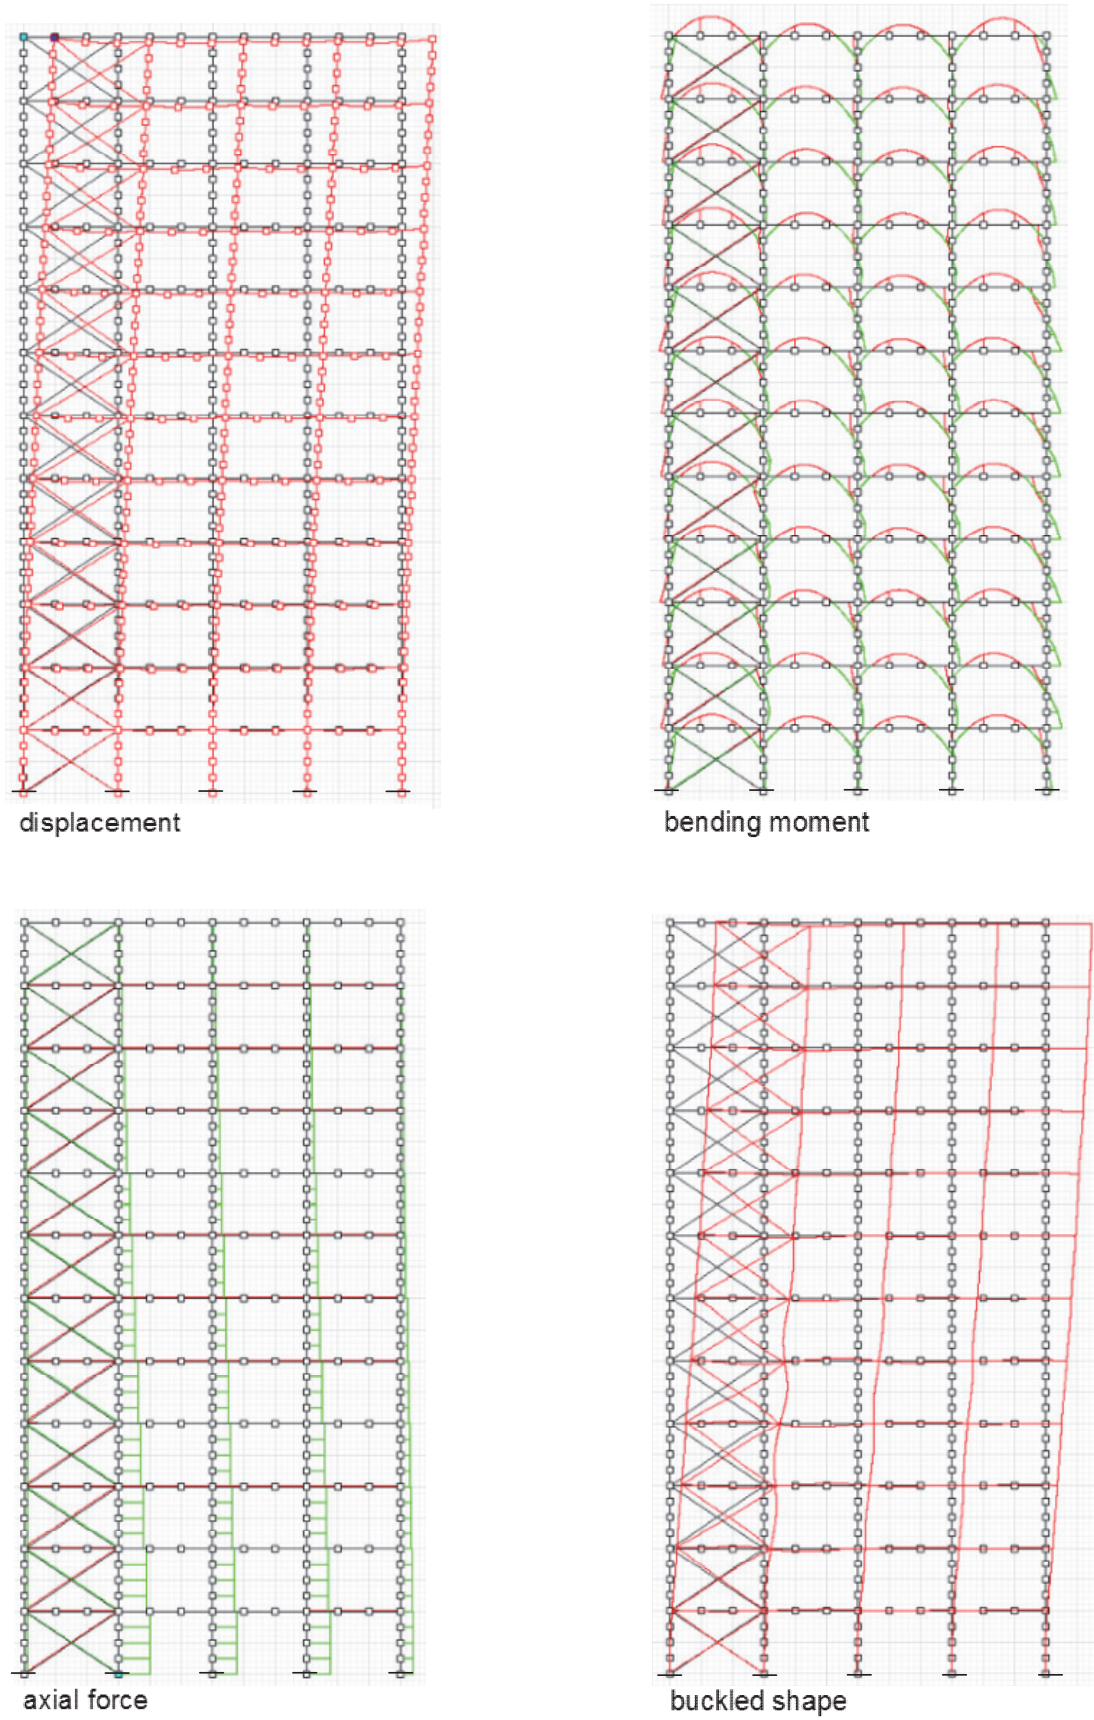 displacement
bending moment
axial force
buckled shape